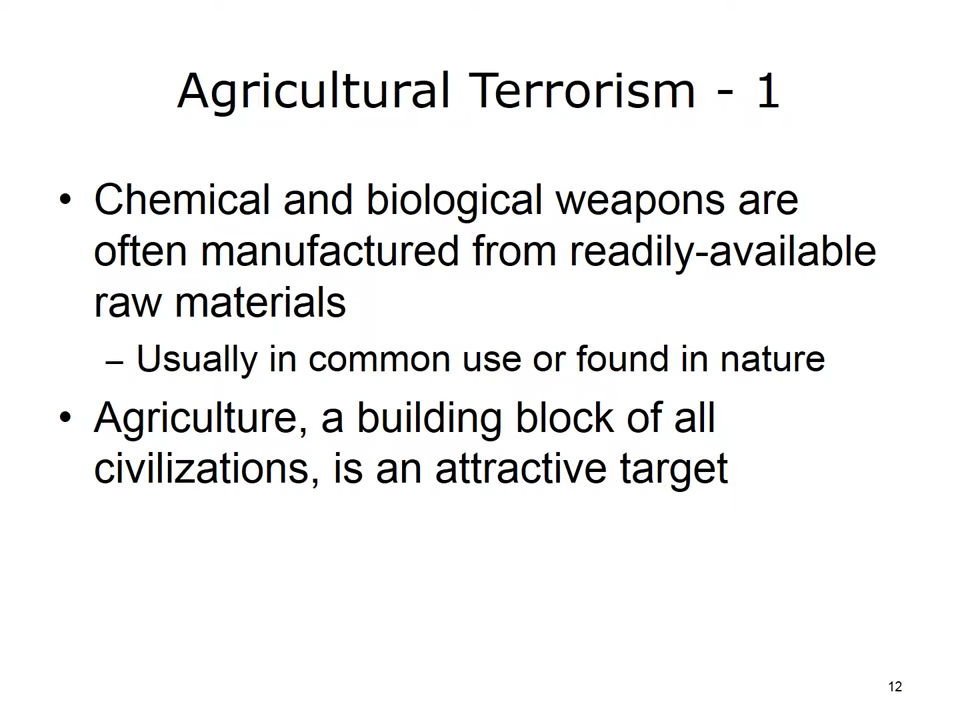 Agricultural Terrorism - 1
• Chemical and biological weapons are
often manufactured from readily-available
raw materials
– Usually in common use or found in nature
• Agriculture, a building block of all
civilizations, is an attractive target
12